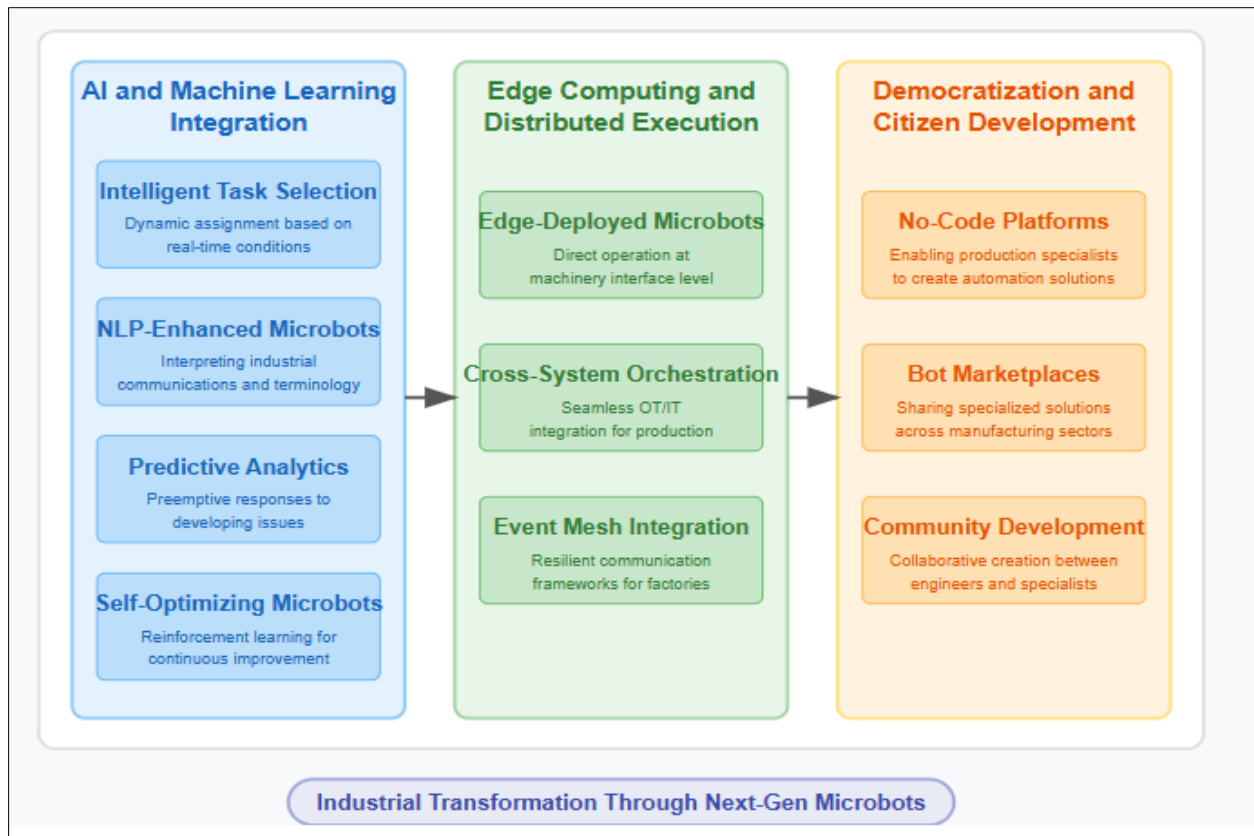 AI and Machine Learning
Integration
Intelligent Task Selection
Dynamic assignment based on
real-time conditions
NLP-Enhanced Microbots
Interpreting industrial
communications and terminology
Predictive Analytics
Preemptive responses to
developing issues
Self-Optimizing Microbots
Reinforcement learning for
continuous improvement
Edge Computing and
Distributed Execution
Edge-Deployed Microbots
Direct operation at
machinery interface level
Cross-System Orchestration
Seamless OT/IT
integration for production
Event Mesh Integration
Resilient communication
frameworks for factories
Democratization and
Citizen Development
No-Code Platforms
Enabling production specialists
to create automation solutions
Bot Marketplaces
Sharing specialized solutions
across manufacturing sectors
Community Development
Collaborative creation between
engineers and specialists
Industrial Transformation Through Next-Gen Microbots